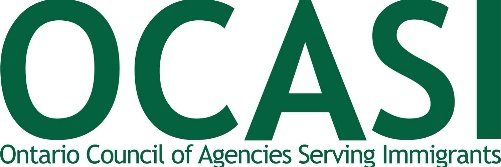 OCASI
Ontario Council of Agencies Serving Immigrants